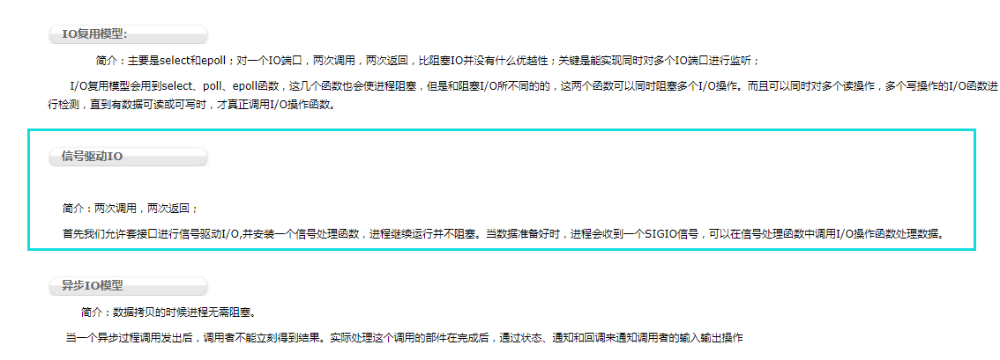 IO复用模型:
简介：主要是select和epoll；对一个IO端口，两次调用，两次返回，比阻塞IO并没有什么优越性；关键是能实现同时对多个IO端口进行监听；
I/O复用模型会用到select、poll、epoll函数，这几个函数也会使进程阻塞，但是和阻塞I/O所不同的的，这两个函数可以同时阻塞多个I/O操作。而且可以同时对多个读操作，多个写操作的I/O函数进
行检测，直到有数据可读或可写时，才真正调用I/O操作函数。
信号驱动IO
简介：两次调用，两次返回；
首先我们允许套接口进行信号驱动I/O,并安装一个信号处理函数，进程继续运行并不阻塞。当数据准备好时，进程会收到一个SIGIO信号，可以在信号处理函数中调用I/O操作函数处理数据。
异步IO模型
简介：数据拷贝的时候进程无需阻塞。
当一个异步过程调用发出后，调用者不能立刻得到结果。实际处理这个调用的部件在完成后，通过状态、通知和回调来通知调用者的输入输出操作